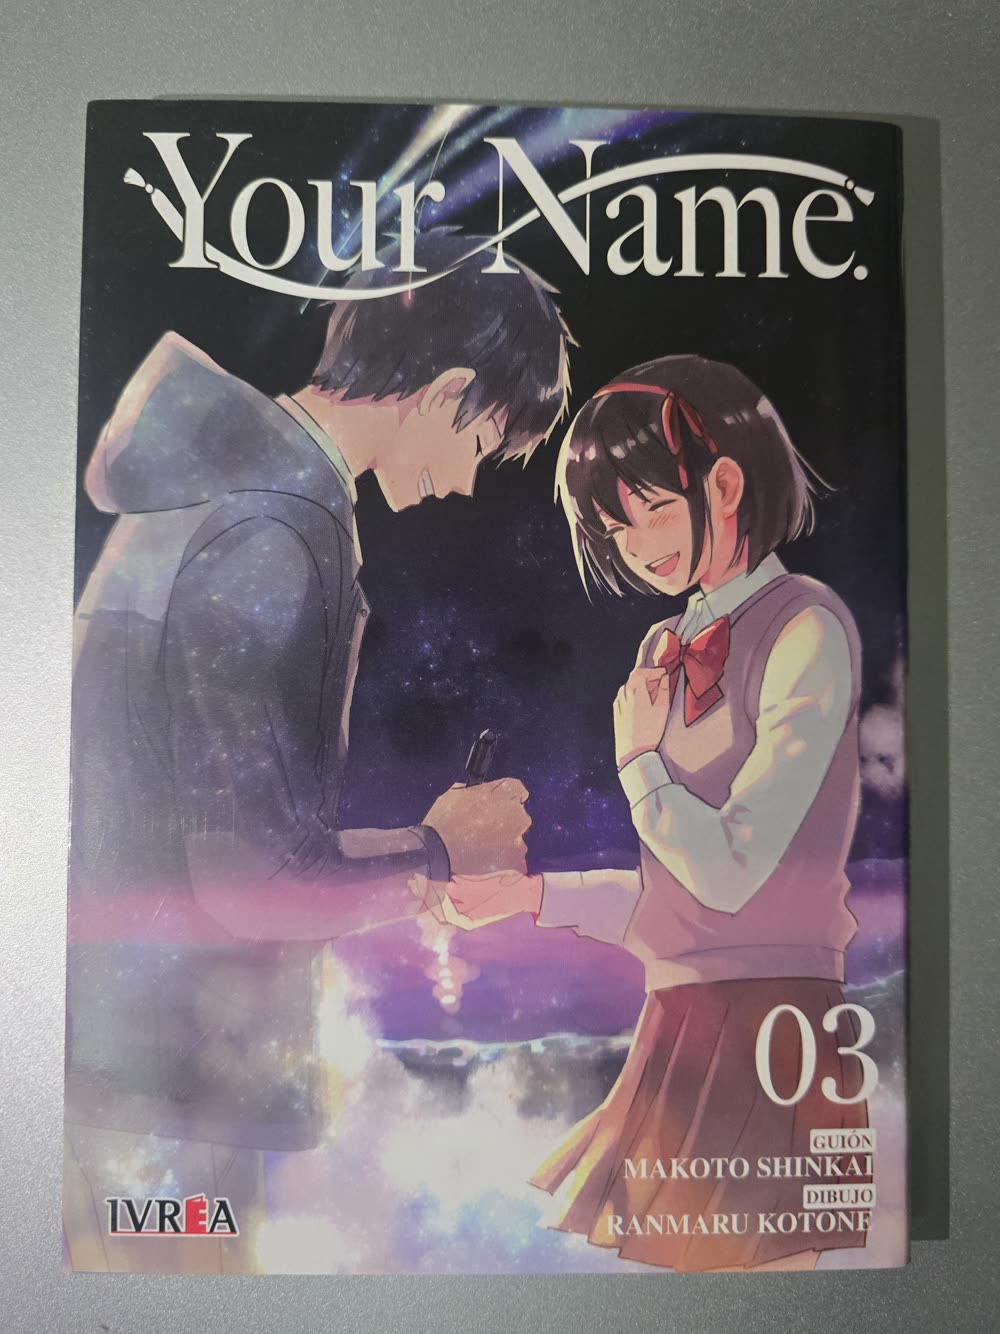 Your Name.
03
GUIÓN
MAKOTO SHINKAI
DIBUJO
RANMARU KOTONE
IVREA